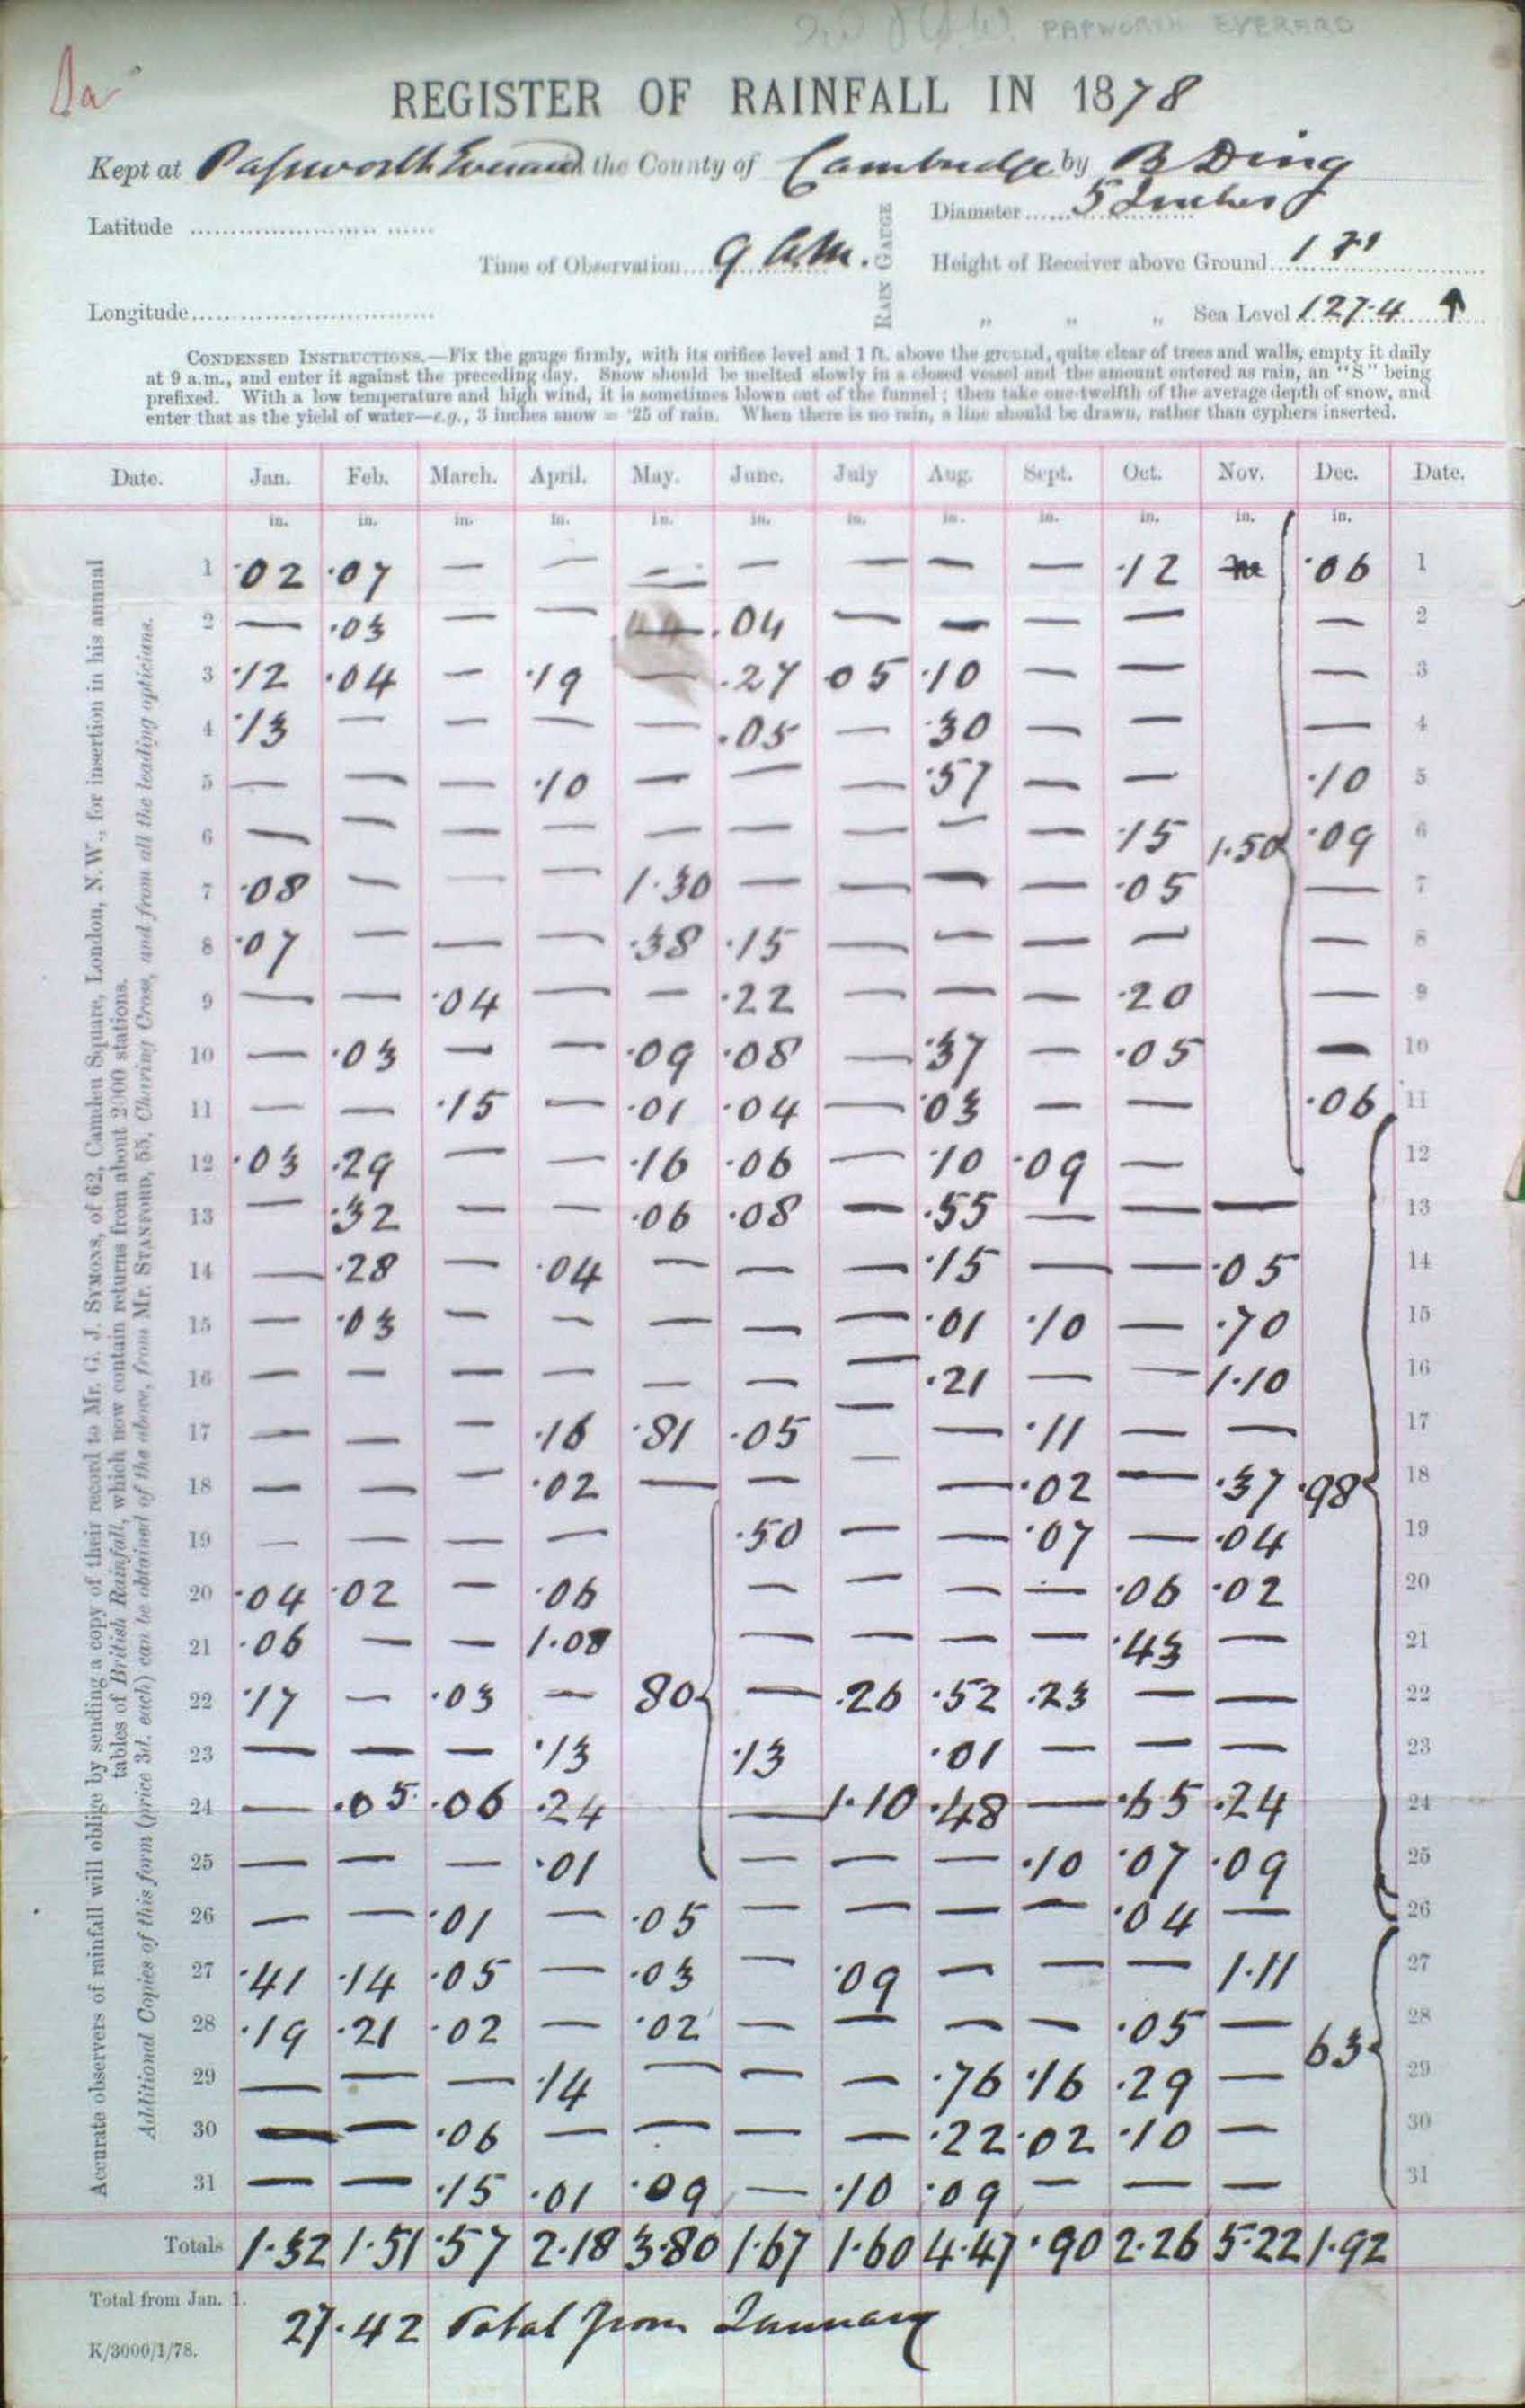 PAPWORTH EVERARD
REGISTER OF RAINFALL IN 1878
Kept at Papworth Everard the County of Cambridge by B Ding
Latitude
Diameter 5 Inches
Time of Observation 9 A.M.
RAIN GAUGE
Height of Receiver above Ground
Longitude
" " " Sea Level 127.4
CONDENSED INSTRUCTIONS.—Fix the gauge firmly, with its orifice level and 1 ft. above the ground, quite clear of trees and walls, empty it daily
at 9 a.m., and enter it against the preceding day. Snow should be melted slowly in a closed vessel and the amount entered as rain, an "S" being
prefixed. With a low temperature and high wind, it is sometimes blown out of the funnel; then take one-twelfth of the average depth of snow, and
enter that as the yield of water—e.g., 3 inches snow = ·25 of rain. When there is no rain, a line should be drawn, rather than cyphers inserted.
Date. Jan. Feb. March. April. May. June. July Aug. Sept. Oct. Nov. Dec. Date.
in. in. in. in. in. in. in. in. in. in. in. in.
1 ·02 ·07 — — — — — — — ·12 ·06 1
2 — ·03 — — — ·04 — — — — — 2
3 ·12 ·04 — ·19 — ·27 ·05 ·10 — — — 3
4 ·13 — — — — ·05 — ·30 — — — 4
5 — — — ·10 — — — ·57 — — ·10 5
6 — — — — — — — — — ·15 1·50 ·09 6
7 ·08 — — — 1·30 — — — — ·05 — 7
8 ·07 — — — ·38 ·15 — — — — — 8
9 — — ·04 — — ·22 — — — ·20 — 9
10 — ·03 — — ·09 ·08 — ·37 — ·05 — 10
11 — — ·15 — ·01 ·04 — ·03 — — ·06 11
12 ·03 ·29 — — ·16 ·06 — ·10 ·09 — 12
13 — ·32 — — ·06 ·08 — ·55 — — — 13
14 — ·28 — ·04 — — — ·15 — — ·05 14
15 — ·03 — — — — — ·01 ·10 — ·70 15
16 — — — — — — — ·21 — — 1·10 16
17 — — — ·16 ·81 ·05 — — ·11 — — 17
18 — — — ·02 — — — — ·02 — ·37 ·98 18
19 — — — — ·50 — — ·07 — ·04 19
20 ·04 ·02 — ·06 — — — — ·06 ·02 20
21 ·06 — — 1·08 — — — — ·43 — 21
22 ·17 — ·03 — 80 — ·26 ·52 ·23 — — 22
23 — — — ·13 ·13 ·01 — — — 23
24 — ·05 ·06 ·24 — 1·10 ·48 — ·65 ·24 24
25 — — — ·01 — — — ·10 ·07 ·09 25
26 — — ·01 — ·05 — — — — ·04 — 26
27 ·41 ·14 ·05 — ·03 — ·09 — — — 1·11 27
28 ·19 ·21 ·02 — ·02 — — — — ·05 — 28
29 — — — ·14 — — — ·76 ·16 ·29 — 63 29
30 — — ·06 — — — — ·22 ·02 ·10 — 30
31 — — ·15 ·01 ·09 — ·10 ·09 — — — 31
Totals 1·32 1·51 ·57 2·18 3·80 1·67 1·60 4·47 ·90 2·26 5·22 1·92
Total from Jan. 1. 27·42 Total from January
K/3000/1/78.
Accurate observers of rainfall will oblige by sending a copy of their record to Mr. G. J. SYMONS, of 62, Camden Square, London, N.W., for insertion in his annual
tables of British Rainfall, which now contain returns from about 2000 stations.
Additional Copies of this form (price 3d. each) can be obtained of the above, from Mr. STANFORD, 55, Charing Cross, and from all the leading opticians.